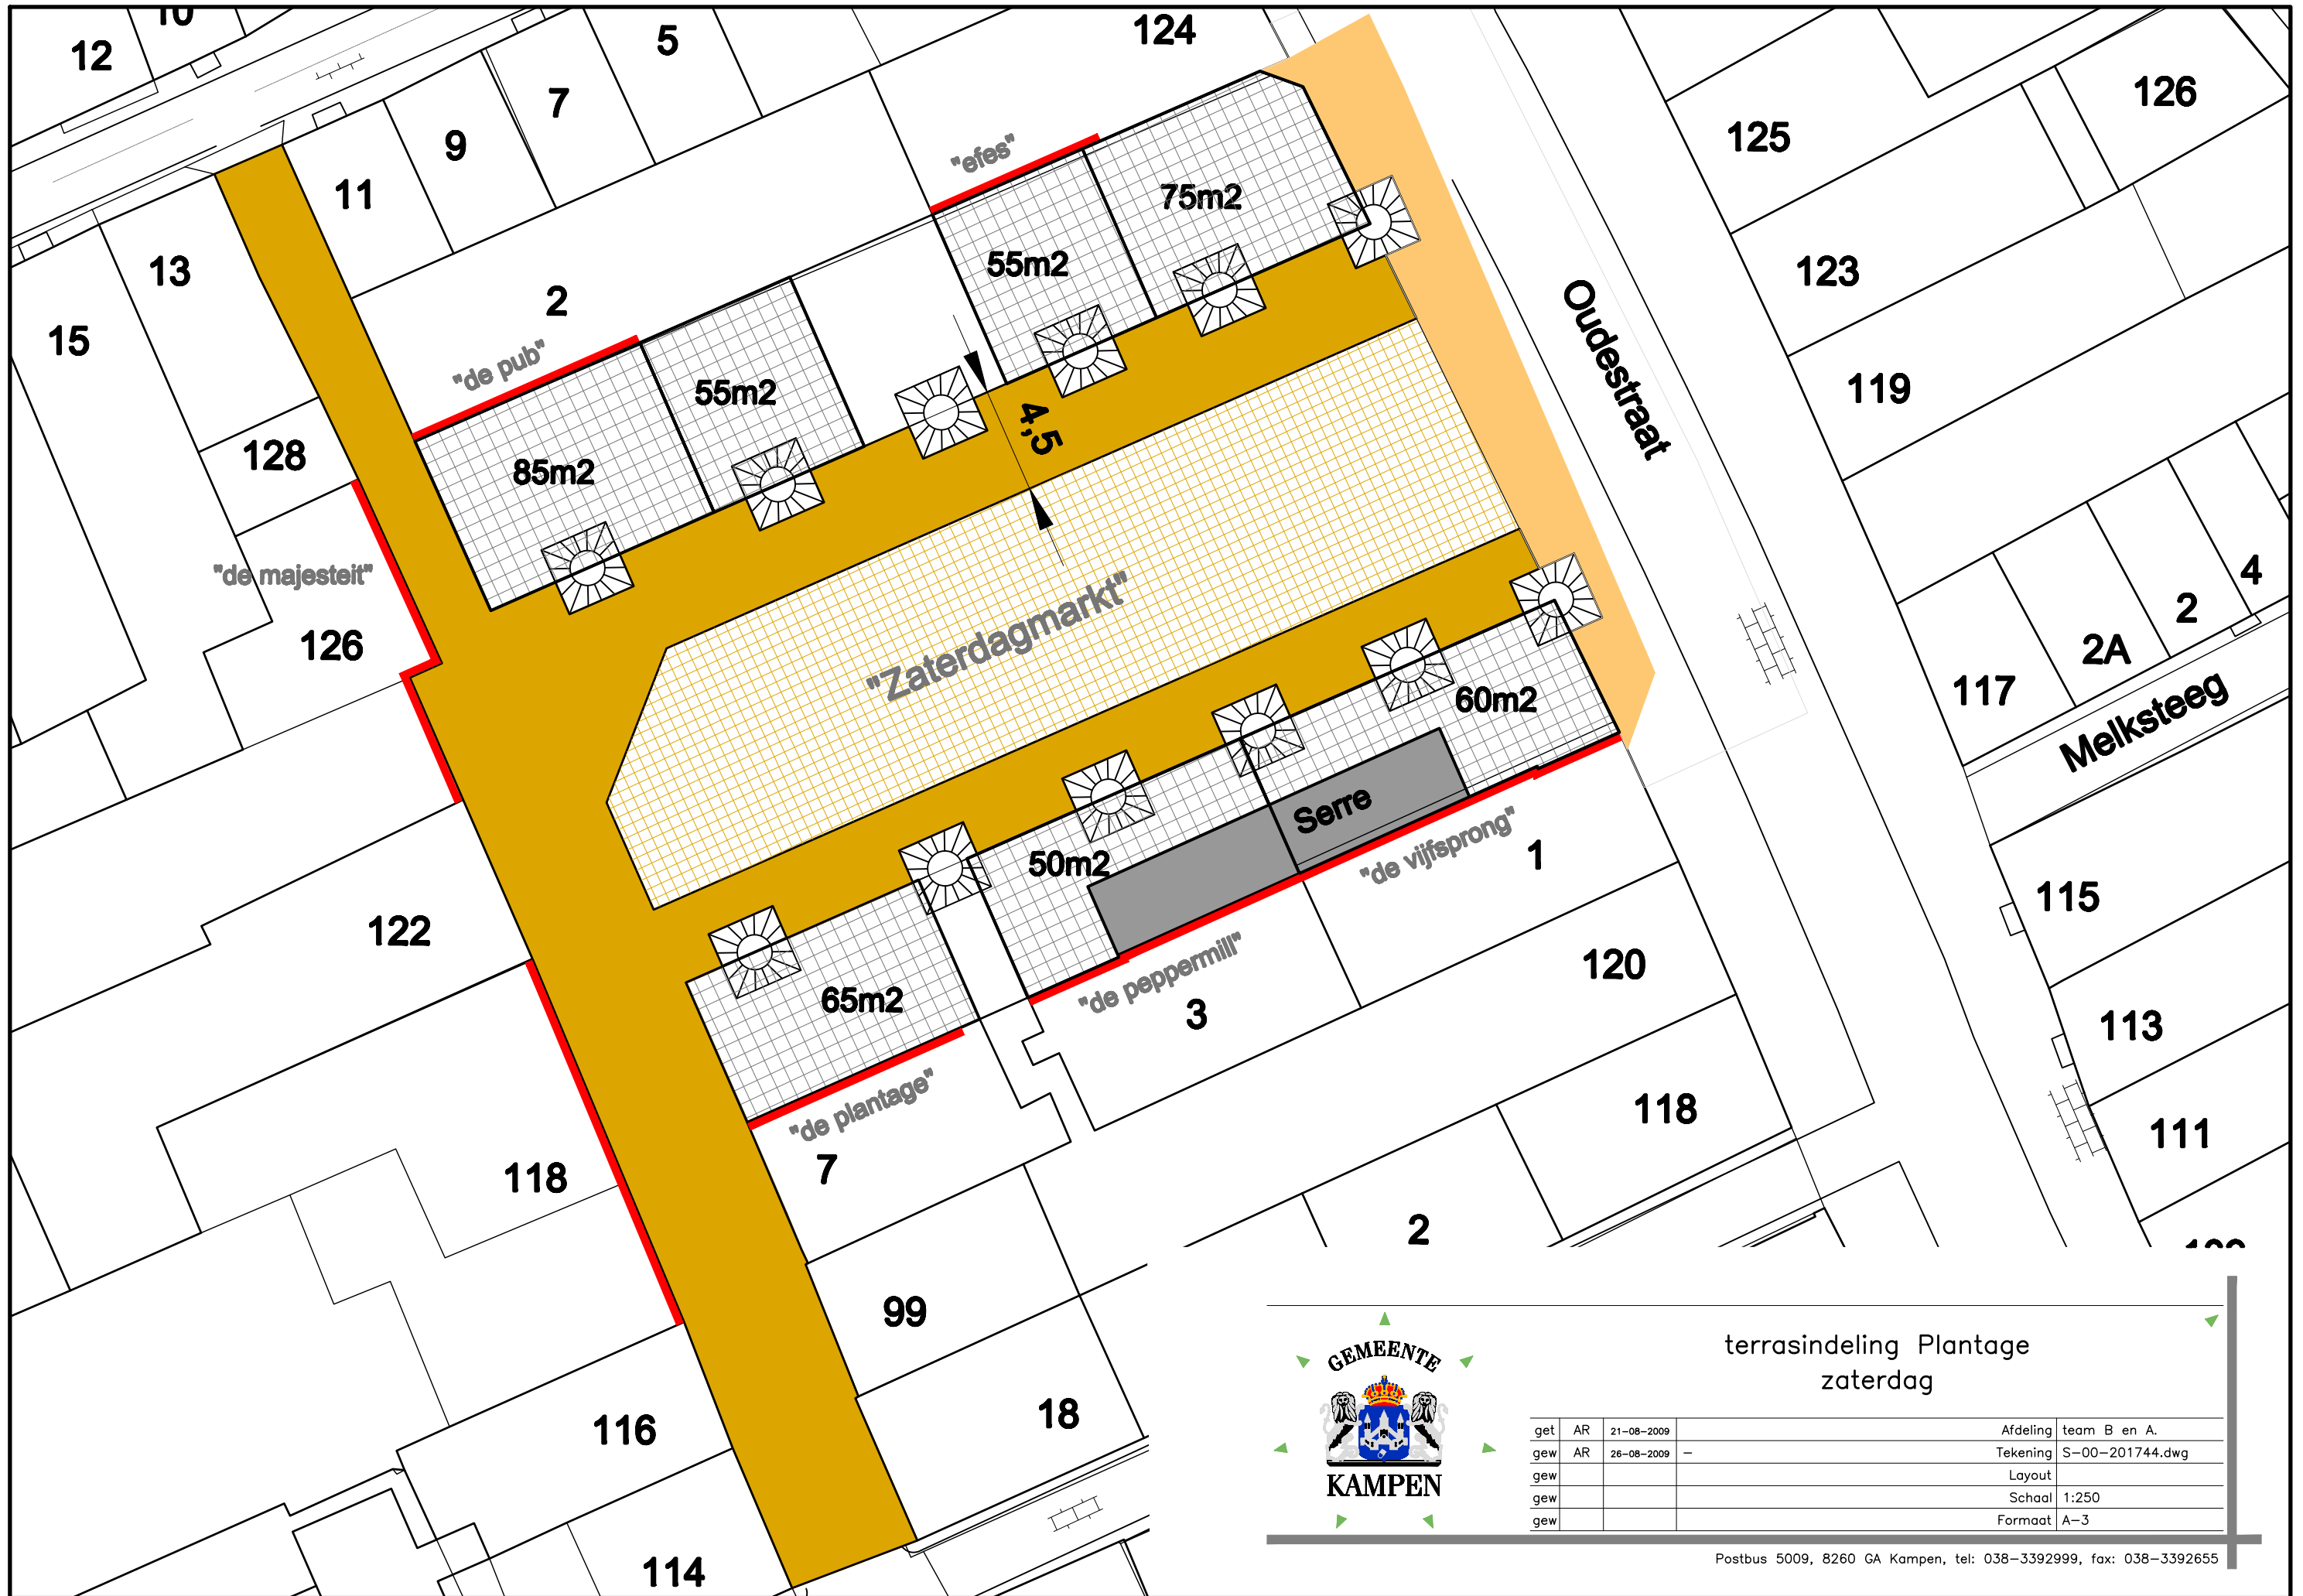 10
12
5
124
7
9
11
13
15
2
128
"de majesteit"
126
"de pub"
85m2
55m2
"efes"
55m2
75m2
4,5
"Zaterdagmarkt"
Oudestraat
125
126
123
119
117
2A
2
4
Melksteeg
115
113
111
60m2
Serre
50m2
65m2
"de vijfsprong"
"de peppermill"
"de plantage"
1
3
7
120
118
2
122
118
99
18
116
114
GEMEENTE
KAMPEN
terrasindeling Plantage
zaterdag
get AR 21-08-2009 Afdeling team B en A.
gew AR 26-08-2009 - Tekening S-00-201744.dwg
gew Layout
gew Schaal 1:250
gew Formaat A-3
Postbus 5009, 8260 GA Kampen, tel: 038-3392999, fax: 038-3392655